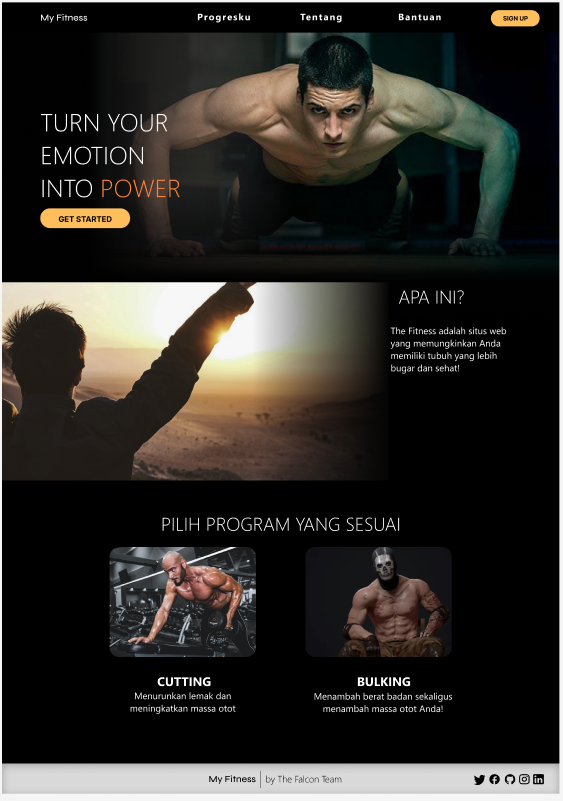 My Fitness
Progresku
Tentang
Bantuan
SIGN UP
TURN YOUR
EMOTION
INTO POWER
GET STARTED
APA INI?
The Fitness adalah situs web
yang memungkinkan Anda
memiliki tubuh yang lebih
bugar dan sehat!
PILIH PROGRAM YANG SESUAI
CUTTING
Menurunkan lemak dan
meningkatkan massa otot
BULKING
Menambah berat badan sekaligus
menambah massa otot Anda!
My Fitness | by The Falcon Team